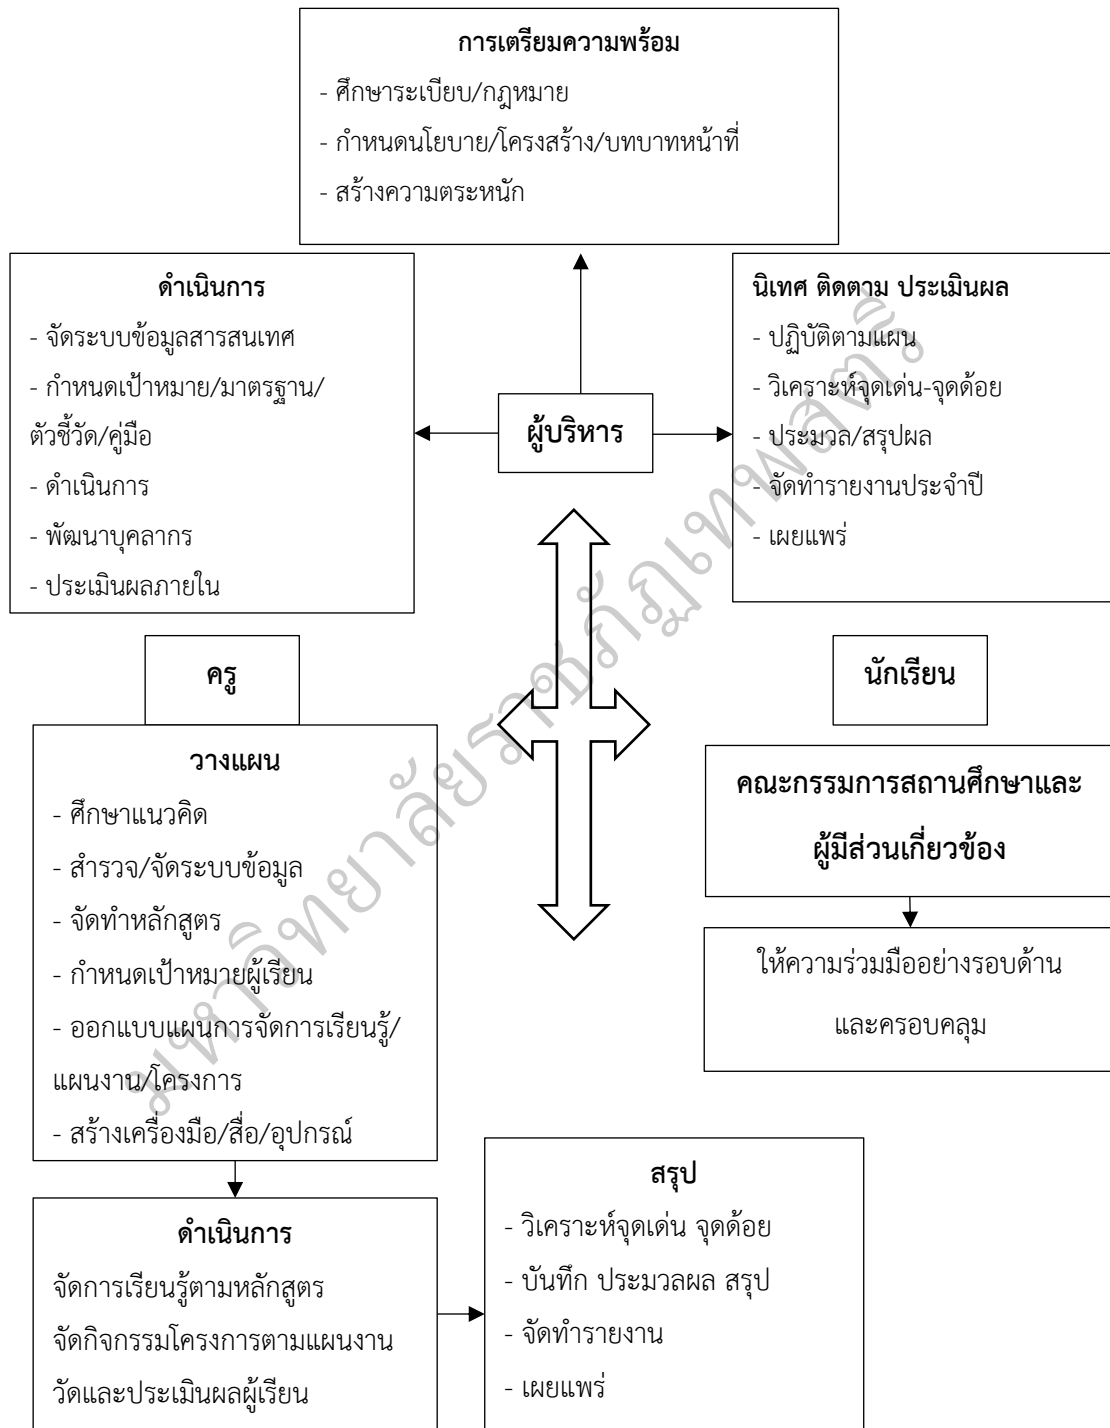 การเตรียมความพร้อม
- ศึกษาระเบียบ/กฎหมาย
- กำหนดนโยบาย/โครงสร้าง/บทบาทหน้าที่
- สร้างความตระหนัก
ดำเนินการ
- จัดระบบข้อมูลสารสนเทศ
- กำหนดเป้าหมาย/มาตรฐาน/
ตัวชี้วัด/คู่มือ
- ดำเนินการ
- พัฒนาบุคลากร
- ประเมินผลภายใน
ผู้บริหาร
นิเทศ ติดตาม ประเมินผล
- ปฏิบัติตามแผน
- วิเคราะห์จุดเด่น-จุดด้อย
- ประมวล/สรุปผล
- จัดทำรายงานประจำปี
- เผยแพร่
ครู
วางแผน
- ศึกษาแนวคิด
- สำรวจ/จัดระบบข้อมูล
- จัดทำหลักสูตร
- กำหนดเป้าหมายผู้เรียน
- ออกแบบแผนการจัดการเรียนรู้/
แผนงาน/โครงการ
- สร้างเครื่องมือ/สื่อ/อุปกรณ์
นักเรียน
คณะกรรมการสถานศึกษาและ
ผู้มีส่วนเกี่ยวข้อง
ให้ความร่วมมืออย่างรอบด้าน
และครอบคลุม
ดำเนินการ
จัดการเรียนรู้ตามหลักสูตร
จัดกิจกรรมโครงการตามแผนงาน
วัดและประเมินผลผู้เรียน
สรุป
- วิเคราะห์จุดเด่น จุดด้อย
- บันทึก ประมวลผล สรุป
- จัดทำรายงาน
- เผยแพร่
มหาวิทยาลัยราชภัฏเทพสตรี